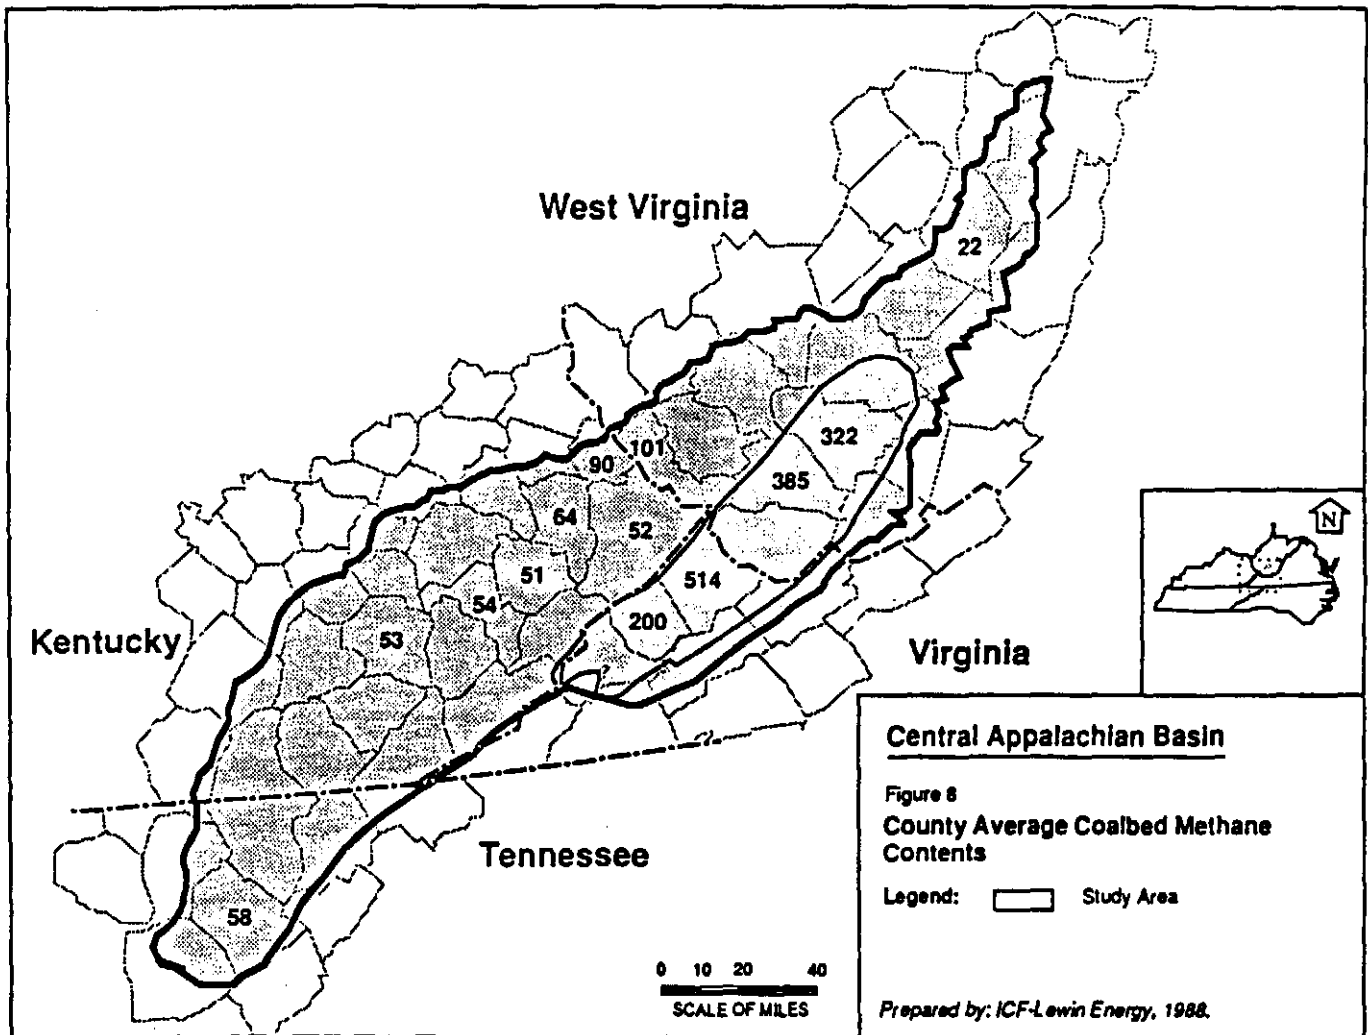 West Virginia
22
322
101
90
385
64
52
51
514
54
200
53
Kentucky
Virginia
58
Tennessee
N
0 10 20 40
SCALE OF MILES
Central Appalachian Basin
Figure 8
County Average Coalbed Methane
Contents
Legend: Study Area
Prepared by: ICF-Lewin Energy, 1988.